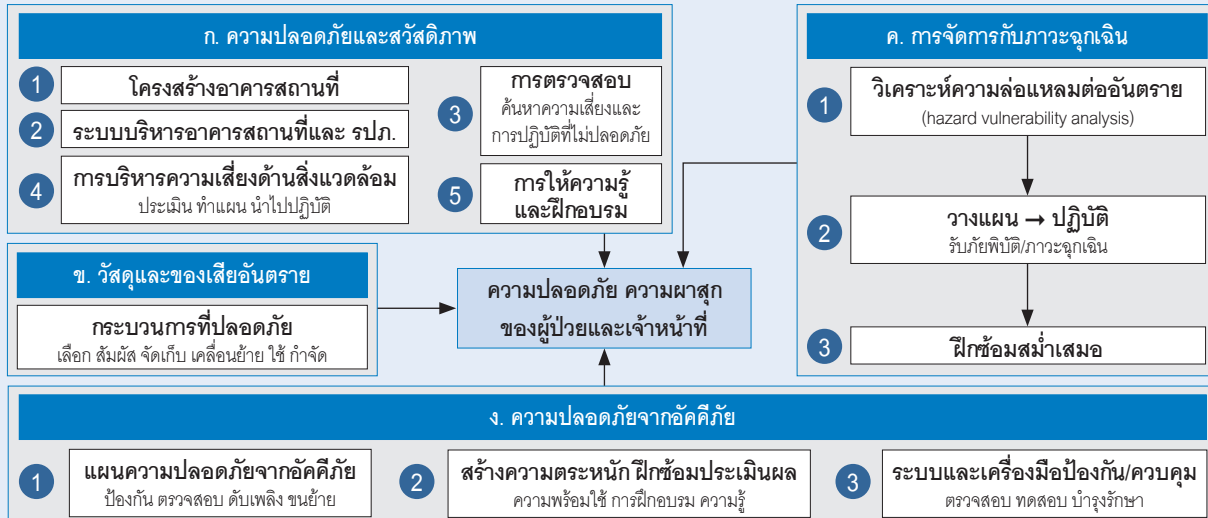 ก. ความปลอดภัยและสวัสดิภาพ
1
โครงสร้างอาคารสถานที่
2
ระบบบริหารอาคารสถานที่และ รปภ.
3
การตรวจสอบ
ค้นหาความเสี่ยงและ
การปฏิบัติที่ไม่ปลอดภัย
4
การบริหารความเสี่ยงด้านสิ่งแวดล้อม
ประเมิน ทำแผน นำไปปฏิบัติ
5
การให้ความรู้
และฝึกอบรม
ข. วัสดุและของเสียอันตราย
กระบวนการที่ปลอดภัย
เลือก สัมผัส จัดเก็บ เคลื่อนย้าย ใช้ กำจัด
ความปลอดภัย ความผาสุก
ของผู้ป่วยและเจ้าหน้าที่
ค. การจัดการกับภาวะฉุกเฉิน
1
วิเคราะห์ความล่อแหลมต่ออันตราย
(hazard vulnerability analysis)
2
วางแผน → ปฏิบัติ
รับภัยพิบัติ/ภาวะฉุกเฉิน
3
ฝึกซ้อมสม่ำเสมอ
ง. ความปลอดภัยจากอัคคีภัย
1
แผนความปลอดภัยจากอัคคีภัย
ป้องกัน ตรวจสอบ ดับเพลิง ขนย้าย
2
สร้างความตระหนัก ฝึกซ้อมประเมินผล
ความพร้อมใช้ การฝึกอบรม ความรู้
3
ระบบและเครื่องมือป้องกัน/ควบคุม
ตรวจสอบ ทดสอบ บำรุงรักษา